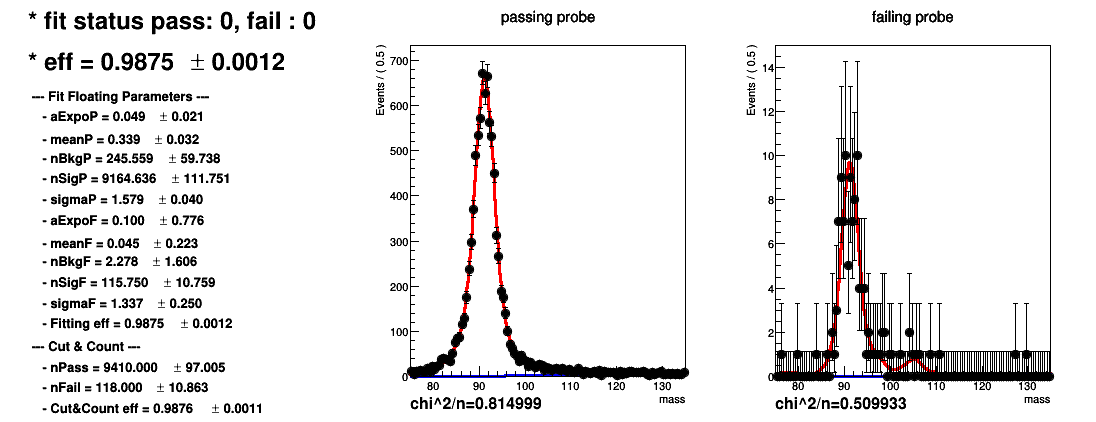 * fit status pass: 0, fail : 0
* eff = 0.9875 ± 0.0012
--- Fit Floating Parameters ---
- aExpoP = 0.049 ± 0.021
- meanP = 0.339 ± 0.032
- nBkgP = 245.559 ± 59.738
- nSigP = 9164.636 ± 111.751
- sigmaP = 1.579 ± 0.040
- aExpoF = 0.100 ± 0.776
- meanF = 0.045 ± 0.223
- nBkgF = 2.278 ± 1.606
- nSigF = 115.750 ± 10.759
- sigmaF = 1.337 ± 0.250
- Fitting eff = 0.9875 ± 0.0012
--- Cut & Count ---
- nPass = 9410.000 ± 97.005
- nFail = 118.000 ± 10.863
- Cut&Count eff = 0.9876 ± 0.0011
passing probe
Events / ( 0.5 )
700
600
500
400
300
200
100
0
80 90 100 110 120 130
mass
chi^2/n=0.814999
failing probe
Events / ( 0.5 )
14
12
10
8
6
4
2
0
80 90 100 110 120 130
mass
chi^2/n=0.509933